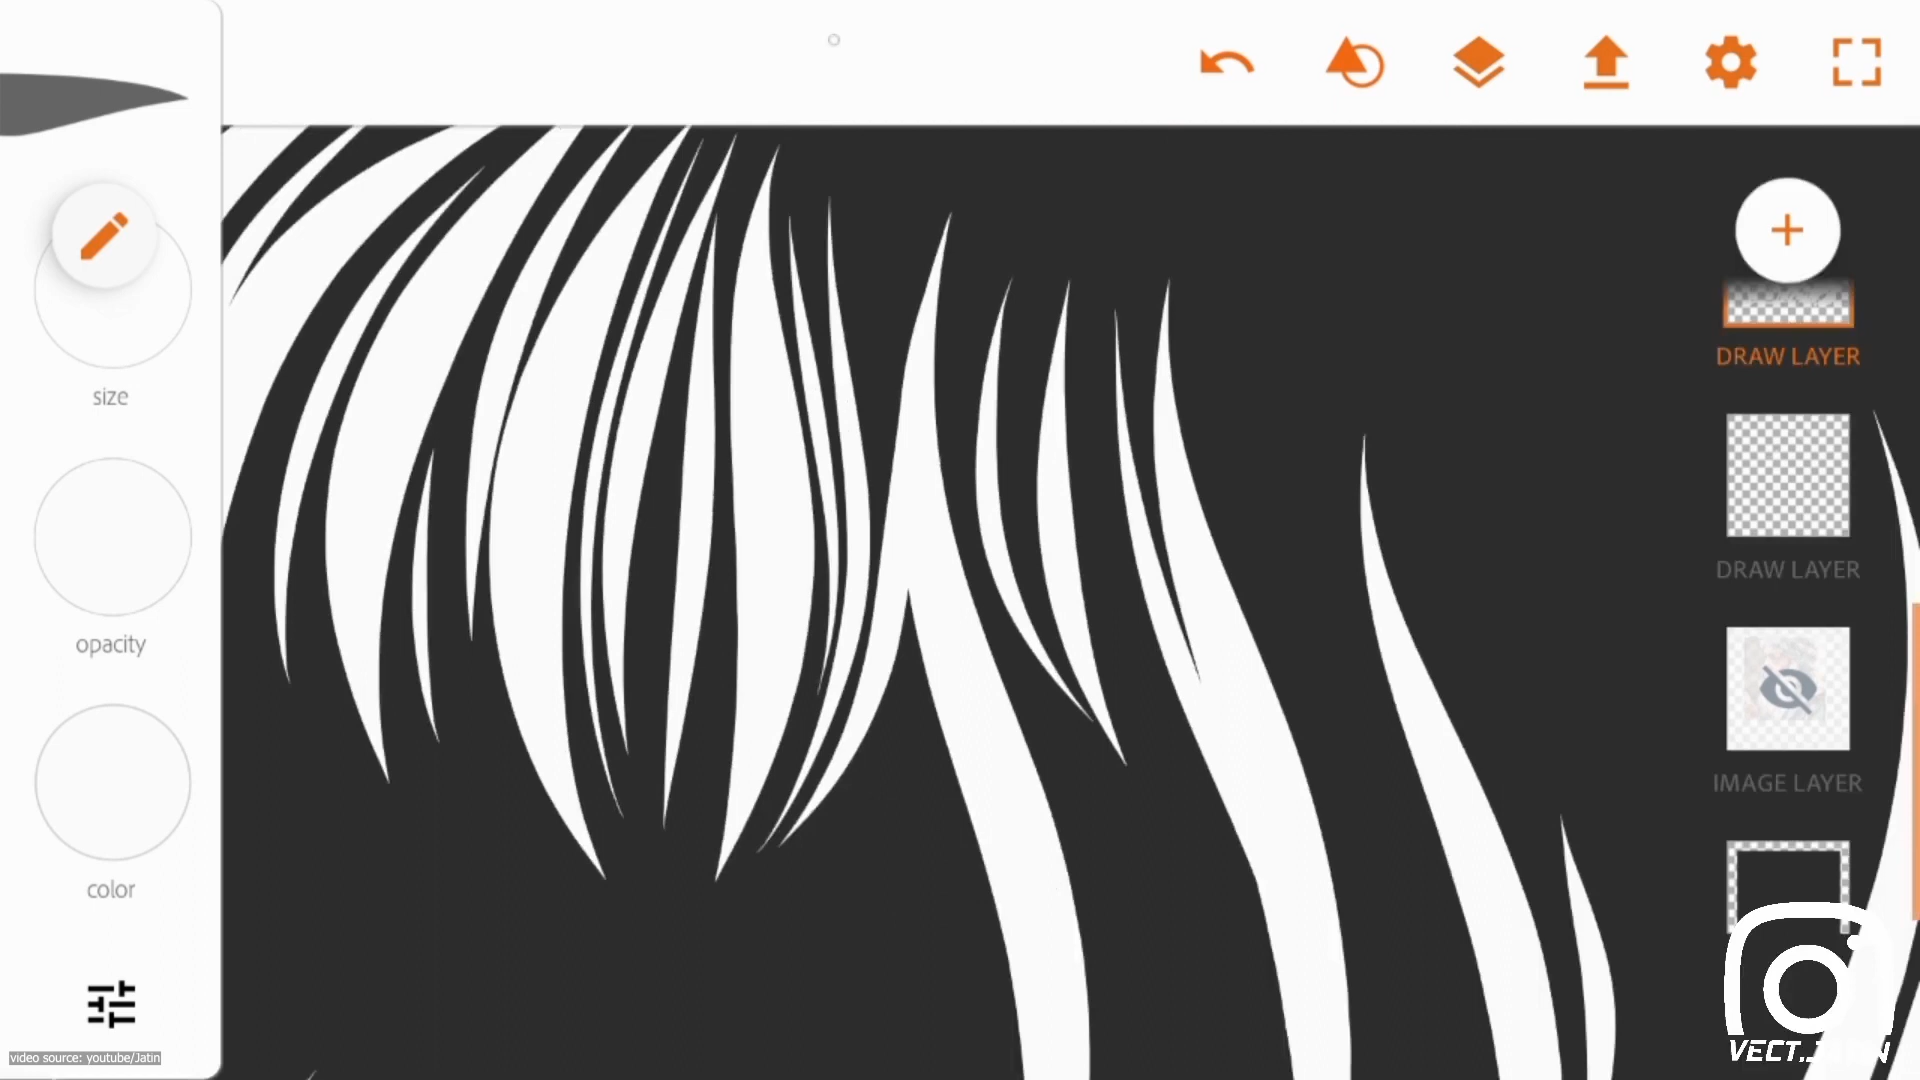 size
DRAW LAYER
DRAW LAYER
opacity
IMAGE LAYER
color
video source: youtube/Jatin